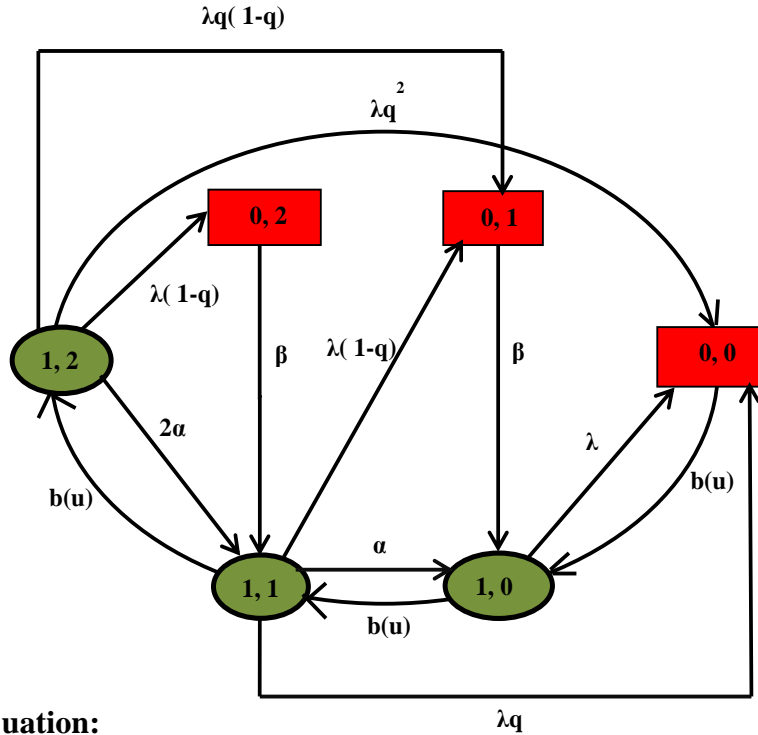 λq( 1-q)
λq²
0, 2
0, 1
λ( 1-q)
λ( 1-q)
1, 2
β
β
0, 0
2α
λ
b(u)
b(u)
α
1, 1
1, 0
b(u)
uation:
λq